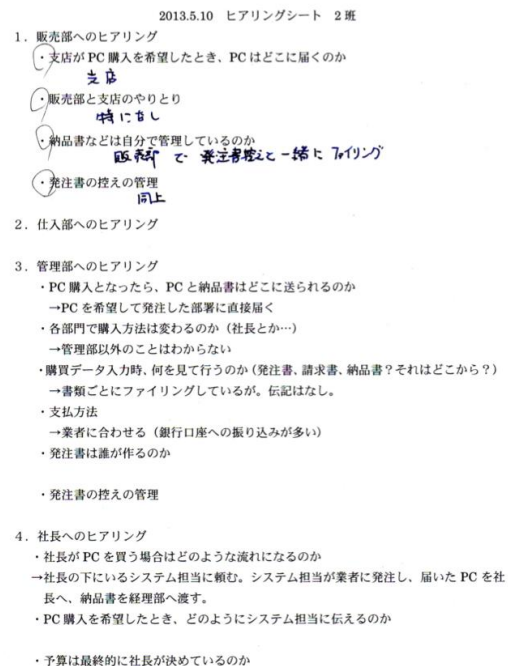 2013.5.10 ヒアリングシート 2班
1．販売部へのヒアリング
・支店がPC購入を希望したとき、PCはどこに届くのか
支店
・販売部と支店のやりとり
特になし
・納品書などは自分で管理しているのか
販売部で発注書控えと一緒にファイリング
・発注書の控えの管理
同上
2．仕入部へのヒアリング
3．管理部へのヒアリング
・PC購入となったら、PCと納品書はどこに送られるのか
→PCを希望して発注した部署に直接届く
・各部門で購入方法は変わるのか（社長とか…）
→管理部以外のことはわからない
・購買データ入力時、何を見て行うのか（発注書、請求書、納品書？それはどこから？）
→書類ごとにファイリングしているが。伝記はなし。
・支払方法
→業者に合わせる（銀行口座への振り込みが多い）
・発注書は誰が作るのか
・発注書の控えの管理
4．社長へのヒアリング
・社長がPCを買う場合はどのような流れになるのか
→社長の下にいるシステム担当に頼む。システム担当が業者に発注し、届いたPCを社
長へ、納品書を経理部へ渡す。
・PC購入を希望したとき、どのようにシステム担当に伝えるのか
・予算は最終的に社長が決めているのか